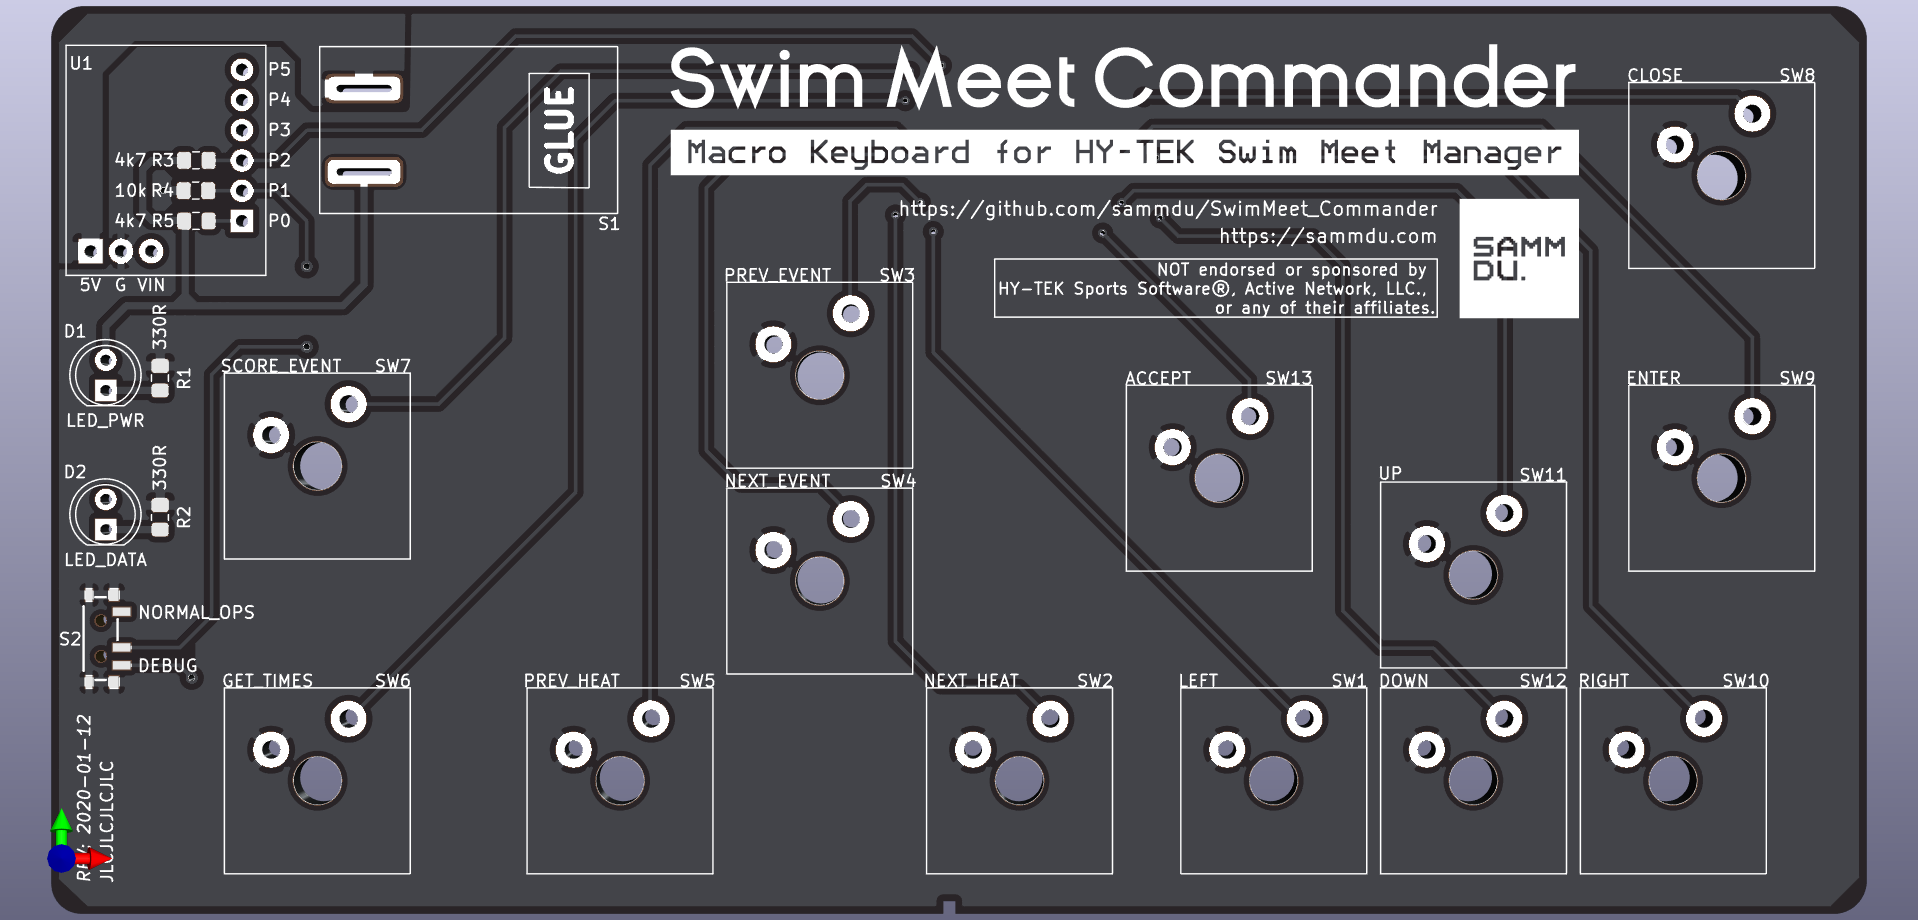 Swim Meet Commander
Macro Keyboard for HY-TEK Swim Meet Manager
https://github.com/sammdu/SwimMeet_Commander
https://sammdu.com
NOT endorsed or sponsored by
HY-TEK Sports Software®, Active Network, LLC.,
or any of their affiliates.
SAMM
DU.
U1
P5
P4
P3
4k7 R3 P2
10k R4 P1
4k7 R5 P0
5V G VIN
GLUE
S1
D1
330R
R1
LED_PWR
D2
330R
R2
LED_DATA
S2
NORMAL_OPS
DEBUG
CLOSE SW8
PREV_EVENT SW3
SCORE_EVENT SW7
ACCEPT SW13
ENTER SW9
NEXT_EVENT SW4
UP SW11
GET_TIMES SW6
PREV_HEAT SW5
NEXT_HEAT SW2
LEFT SW1
DOWN SW12
RIGHT SW10
2020-01-12
JLCJLCJLCJLC